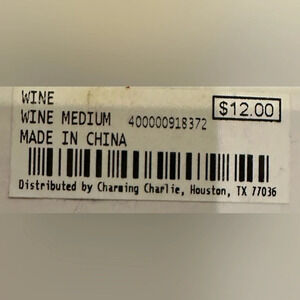 WINE
WINE MEDIUM 400000918372 $12.00
MADE IN CHINA
Distributed by Charming Charlie, Houston, TX 77036